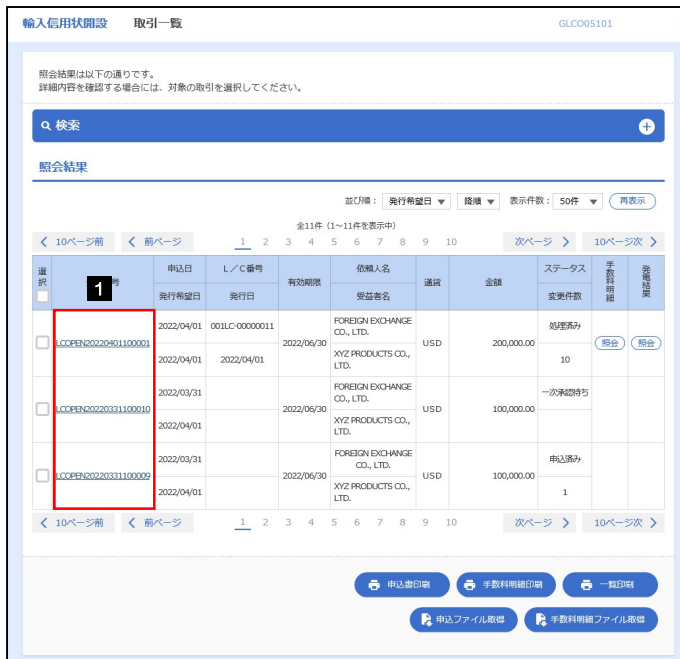 輸入信用状開設 取引一覧 GLCO05101
照会結果は以下の通りです。
詳細内容を確認する場合には、対象の取引を選択してください。
検索
照会結果
並び順： 発行希望日 降順 表示件数： 50件 再表示
全11件（1～11件を表示中）
10ページ前 前ページ 1 2 3 4 5 6 7 8 9 10 次ページ 10ページ次
選択 1 号 申込日 L／C番号 有効期限 依頼人名 通貨 金額 ステータス 手数料明細 発電結果
発行希望日 発行日 受益者名 変更件数
LCOPEN20220401100001 2022/04/01 001LC-00000011 2022/06/30 FOREIGN EXCHANGE CO., LTD. USD 200,000.00 処理済み 照会 照会
2022/04/01 2022/04/01 XYZ PRODUCTS CO., LTD. 10
LCOPEN20220331100010 2022/03/31 2022/06/30 FOREIGN EXCHANGE CO., LTD. USD 100,000.00 一次承認待ち
2022/04/01 XYZ PRODUCTS CO., LTD.
LCOPEN20220331100009 2022/03/31 2022/06/30 FOREIGN EXCHANGE CO., LTD. USD 100,000.00 申込済み
2022/04/01 XYZ PRODUCTS CO., LTD. 1
10ページ前 前ページ 1 2 3 4 5 6 7 8 9 10 次ページ 10ページ次
申込書印刷 手数料明細印刷 一覧印刷
申込ファイル取得 手数料明細ファイル取得